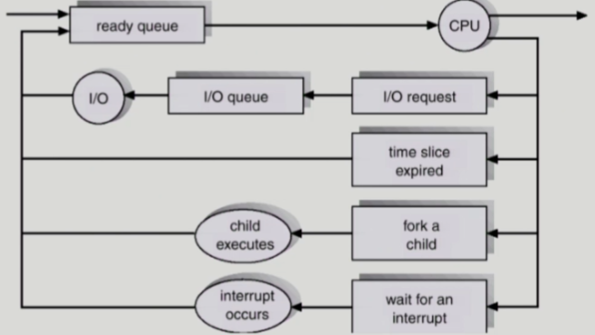 ready queue
CPU
I/O
I/O queue
I/O request
time slice
expired
child
executes
fork a
child
interrupt
occurs
wait for an
interrupt